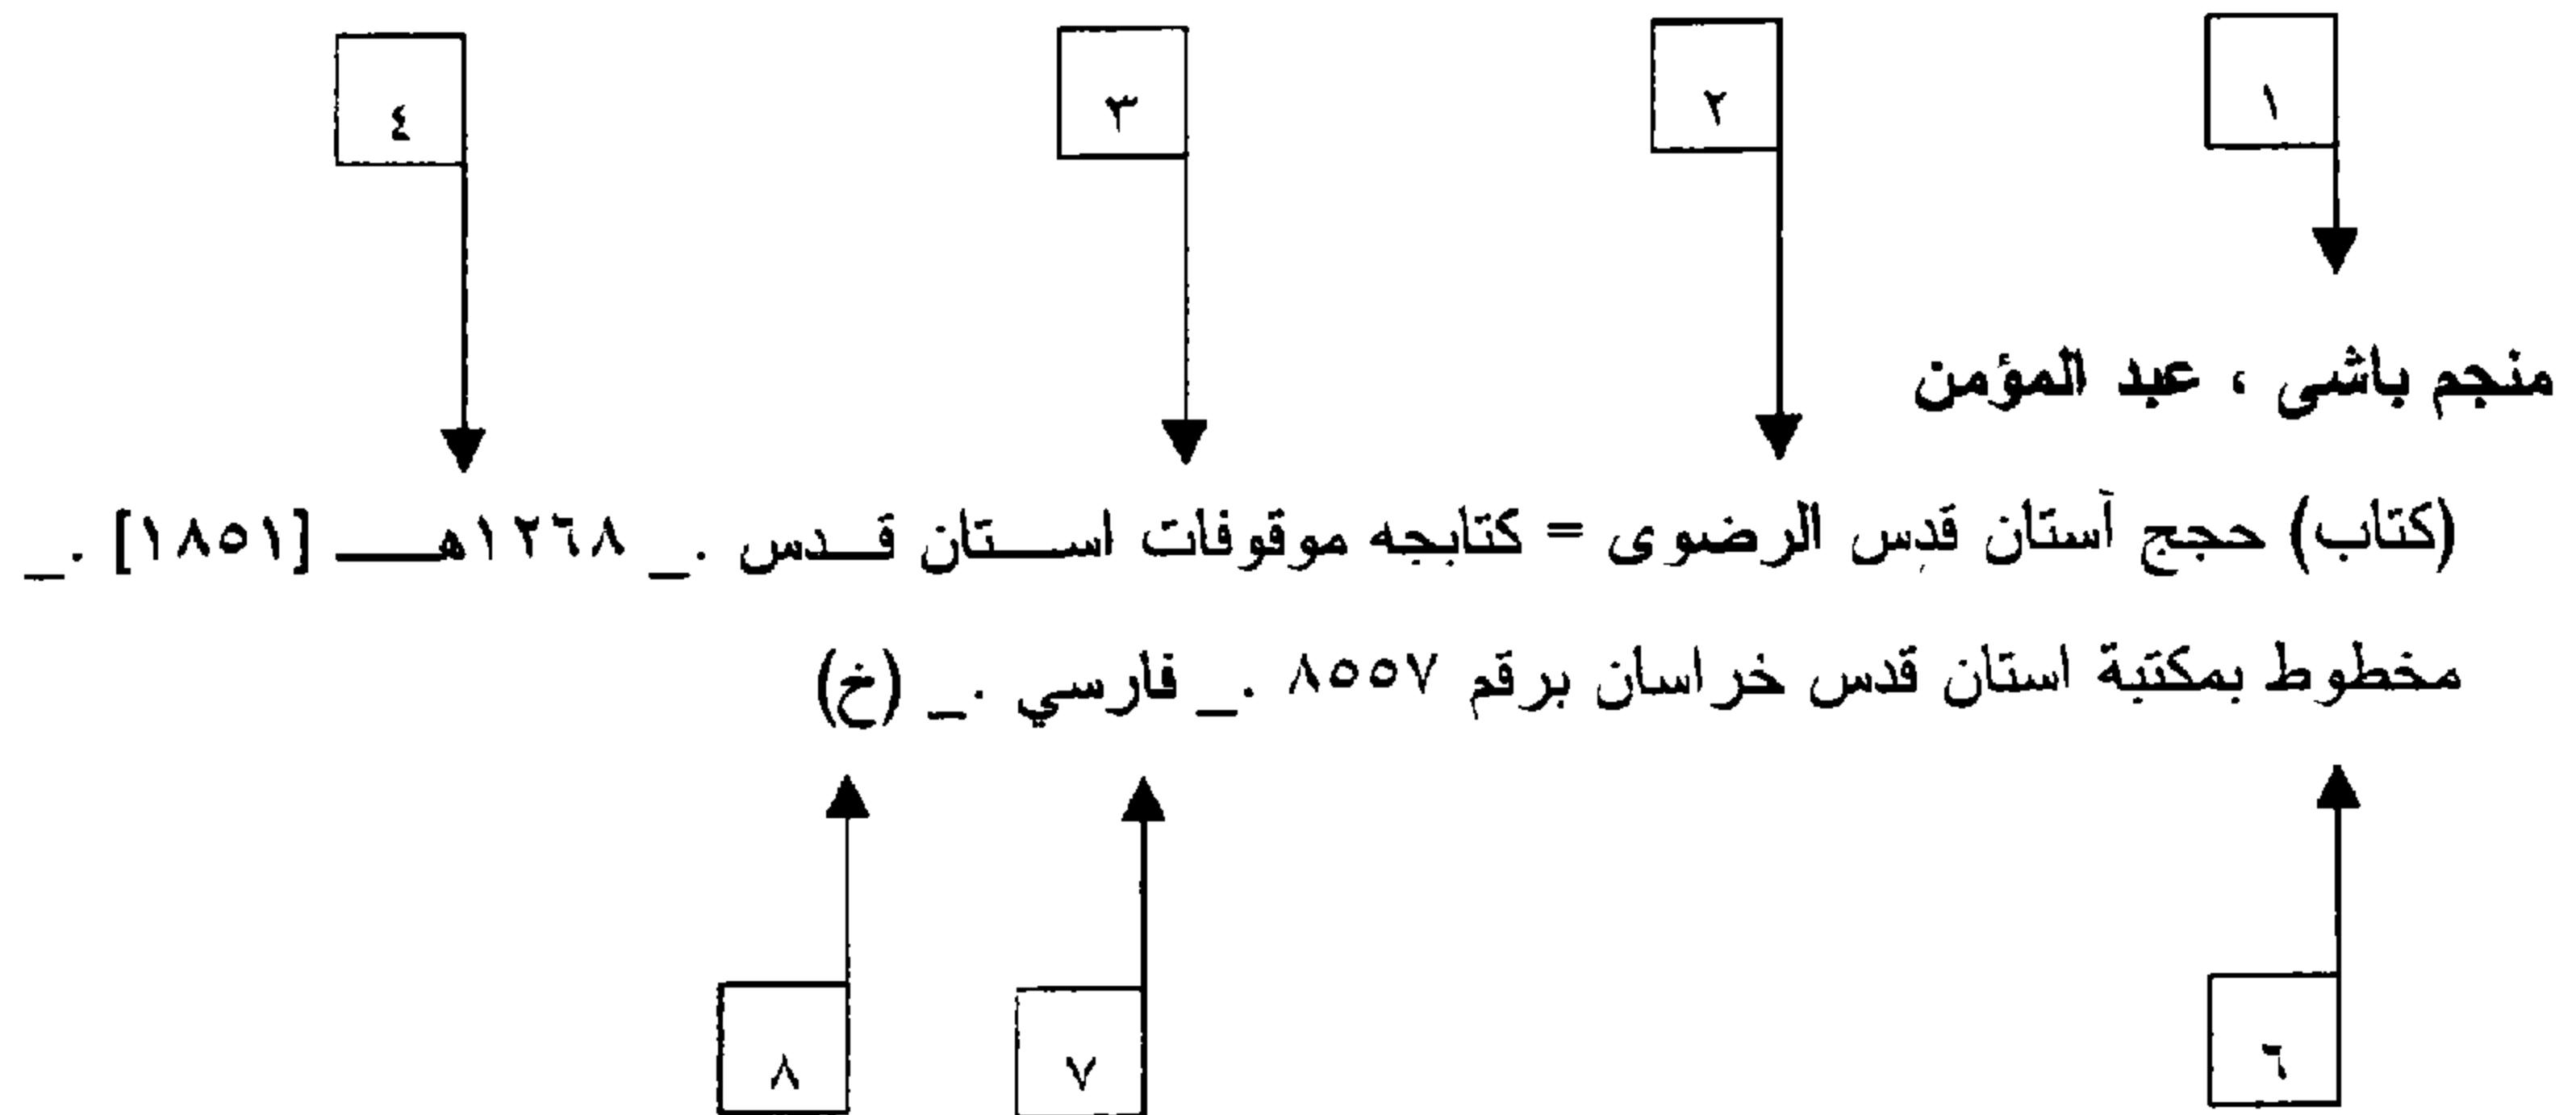 ١ ٢ ٣ ٤
منجم باشى ، عبد المؤمن
(كتاب) حجج آستان قدس الرضوى = كتابجه موقوفات استان قدس ._ ١٢٦٨هـ [١٨٥١] ._
مخطوط بمكتبة استان قدس خراسان برقم ٨٥٥٧ ._ فارسي ._ (خ)
٦ ٧ ٨